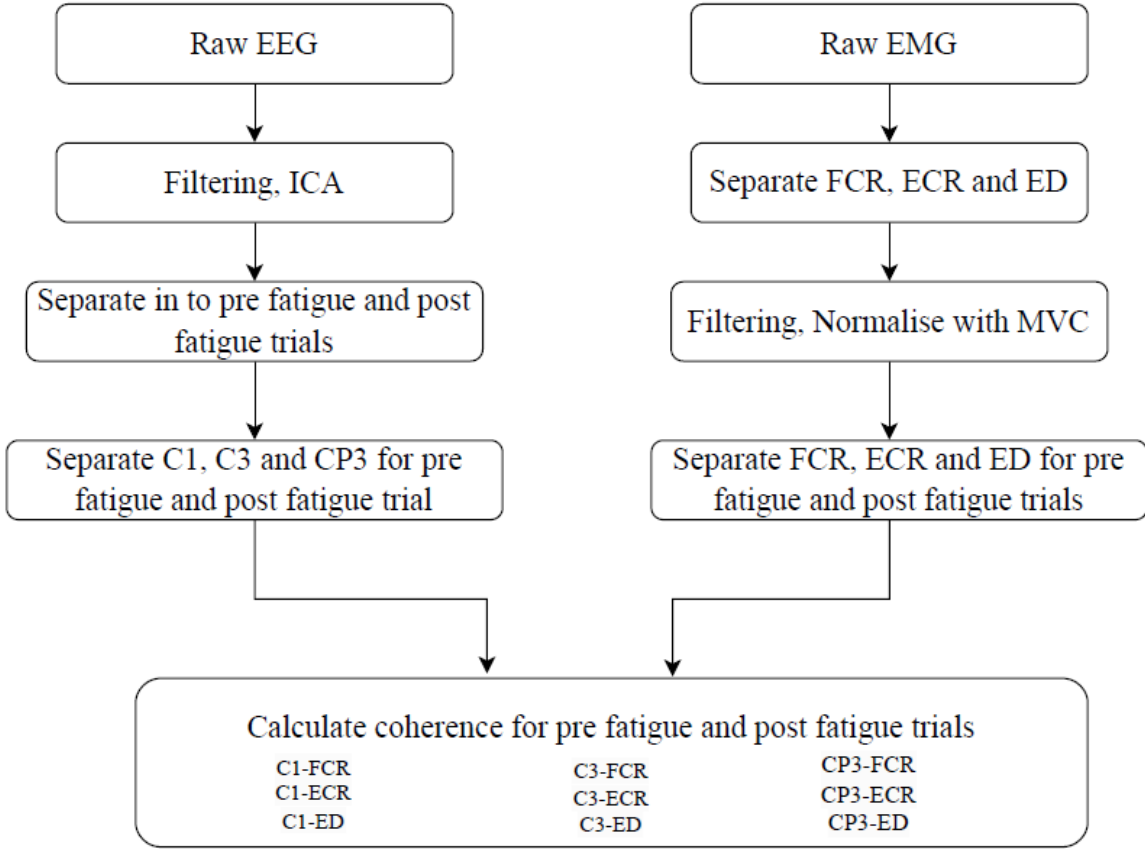 Raw EEG
Filtering, ICA
Separate in to pre fatigue and post
fatigue trials
Separate C1, C3 and CP3 for pre
fatigue and post fatigue trial
Raw EMG
Separate FCR, ECR and ED
Filtering, Normalise with MVC
Separate FCR, ECR and ED for pre
fatigue and post fatigue trials
Calculate coherence for pre fatigue and post fatigue trials
C1-FCR
C1-ECR
C1-ED
C3-FCR
C3-ECR
C3-ED
CP3-FCR
CP3-ECR
CP3-ED